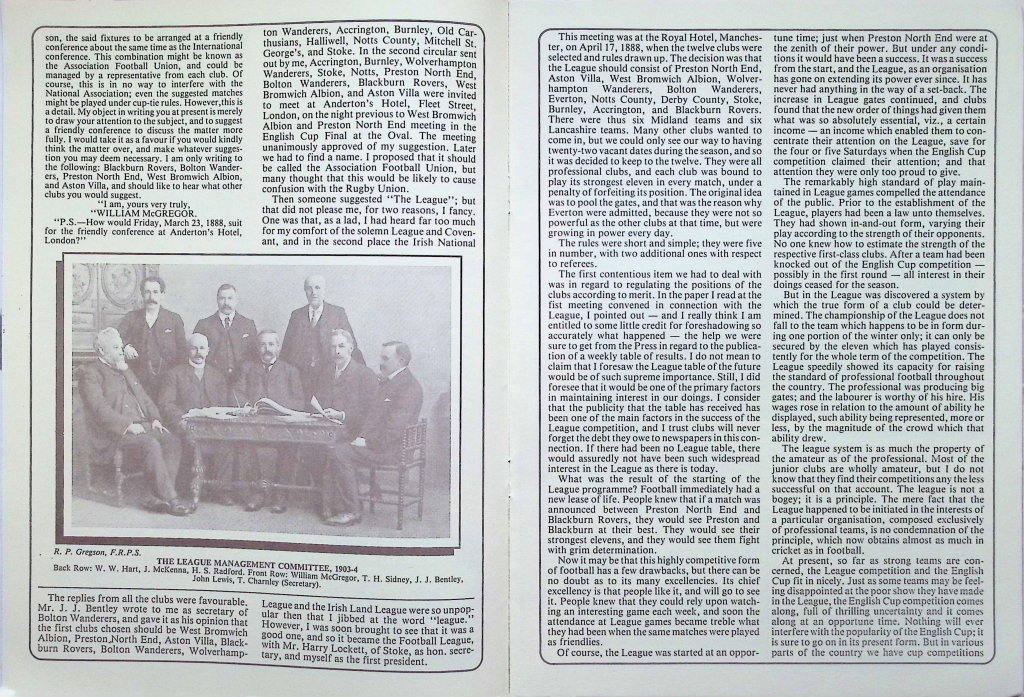 son, the said fixtures to be arranged at a friendly
conference about the same time as the International
conference. This combination might be known as
the Association Football Union, and could be
managed by a representative from each club. Of
course, this is in no way to interfere with the
National Association; even the suggested matches
might be played under cup-tie rules. However,this is
a detail. My object in writing you at present is merely
to draw your attention to the subject, and to suggest
a friendly conference to discuss the matter more
fully. I would take it as a favour if you would kindly
think the matter over, and make whatever sugges-
tion you may deem necessary. I am only writing to
the following: Blackburn Rovers, Bolton Wander-
ers, Preston North End, West Bromwich Albion,
and Aston Villa, and should like to hear what other
clubs you would suggest.
"I am, yours very truly,
"WILLIAM McGREGOR.
"P.S.—How would Friday, March 23, 1888, suit
for the friendly conference at Anderton's Hotel,
London?"
ton Wanderers, Accrington, Burnley, Old Car-
thusians, Halliwell, Notts County, Mitchell St.
George's, and Stoke. In the second circular sent
out by me, Accrington, Burnley, Wolverhampton
Wanderers, Stoke, Notts, Preston North End,
Bolton Wanderers, Blackburn Rovers, West
Bromwich Albion, and Aston Villa were invited
to meet at Anderton's Hotel, Fleet Street,
London, on the night previous to West Bromwich
Albion and Preston North End meeting in the
English Cup Final at the Oval. The meeting
unanimously approved of my suggestion. Later
we had to find a name. I proposed that it should
be called the Association Football Union, but
many thought that this would be likely to cause
confusion with the Rugby Union.
Then someone suggested "The League"; but
that did not please me, for two reasons, I fancy.
One was that, as a lad, I had heard far too much
for my comfort of the solemn League and Coven-
ant, and in the second place the Irish National
R. P. Gregson, F.R.P.S.
THE LEAGUE MANAGEMENT COMMITTEE, 1903-4
Back Row: W. W. Hart, J. McKenna, H. S. Radford. Front Row: William McGregor, T. H. Sidney, J. J. Bentley,
John Lewis, T. Charnley (Secretary).
The replies from all the clubs were favourable.
Mr. J. J. Bentley wrote to me as secretary of
Bolton Wanderers, and gave it as his opinion that
the first clubs chosen should be West Bromwich
Albion, Preston,North End, Aston Villa, Black-
burn Rovers, Bolton Wanderers, Wolverhamp-
League and the Irish Land League were so unpop-
ular then that I jibbed at the word "league."
However, I was soon brought to see that it was a
good one, and so it became the Football League,
with Mr. Harry Lockett, of Stoke, as hon. secre-
tary, and myself as the first president.
This meeting was at the Royal Hotel, Manches-
ter, on April 17, 1888, when the twelve clubs were
selected and rules drawn up. The decision was that
the League should consist of Preston North End,
Aston Villa, West Bromwich Albion, Wolver-
hampton Wanderers, Bolton Wanderers,
Everton, Notts County, Derby County, Stoke,
Burnley, Accrington, and Blackburn Rovers.
There were thus six Midland teams and six
Lancashire teams. Many other clubs wanted to
come in, but we could only see our way to having
twenty-two vacant dates during the season, and so
it was decided to keep to the twelve. They were all
professional clubs, and each club was bound to
play its strongest eleven in every match, under a
penalty of forfeiting its position. The original idea
was to pool the gates, and that was the reason why
Everton were admitted, because they were not so
powerful as the other clubs at that time, but were
growing in power every day.
The rules were short and simple; they were five
in number, with two additional ones with respect
to referees.
The first contentious item we had to deal with
was in regard to regulating the positions of the
clubs according to merit. In the paper I read at the
fist meeting convened in connection with the
League, I pointed out — and I really think I am
entitled to some little credit for foreshadowing so
accurately what happened — the help we were
sure to get from the Press in regard to the publica-
tion of a weekly table of results. I do not mean to
claim that I foresaw the League table of the future
would be of such supreme importance. Still, I did
foresee that it would be one of the primary factors
in maintaining interest in our doings. I consider
that the publicity that the table has received has
been one of the main factors in the success of the
League competition, and I trust clubs will never
forget the debt they owe to newspapers in this con-
nection. If there had been no League table, there
would assuredly not have been such widespread
interest in the League as there is today.
What was the result of the starting of the
League programme? Football immediately had a
new lease of life. People knew that if a match was
announced between Preston North End and
Blackburn Rovers, they would see Preston and
Blackburn at their best. They would see their
strongest elevens, and they would see them fight
with grim determination.
Now it may be that this highly competitive form
of football has a few drawbacks, but there can be
no doubt as to its many excellencies. Its chief
excellency is that people like it, and will go to see
it. People knew that they could rely upon watch-
ing an interesting game each week, and soon the
attendance at League games became treble what
they had been when the same matches were played
as friendlies.
Of course, the League was started at an oppor-
tune time; just when Preston North End were at
the zenith of their power. But under any condi-
tions it would have been a success. It was a success
from the start, and the League, as an organisation
has gone on extending its power ever since. It has
never had anything in the way of a set-back. The
increase in League gates continued, and clubs
found that the new order of things had given them
what was so absolutely essential, viz., a certain
income — an income which enabled them to con-
centrate their attention on the League, save for
the four or five Saturdays when the English Cup
competition claimed their attention; and that
attention they were only too proud to give.
The remarkably high standard of play main-
tained in League games compelled the attendance
of the public. Prior to the establishment of the
League, players had been a law unto themselves.
They had shown in-and-out form, varying their
play according to the strength of their opponents.
No one knew how to estimate the strength of the
respective first-class clubs. After a team had been
knocked out of the English Cup competition —
possibly in the first round — all interest in their
doings ceased for the season.
But in the League was discovered a system by
which the true form of a club could be deter-
mined. The championship of the League does not
fall to the team which happens to be in form dur-
ing one portion of the winter only; it can only be
secured by the eleven which has played consis-
tently for the whole term of the competition. The
League speedily showed its capacity for raising
the standard of professional football throughout
the country. The professional was producing big
gates; and the labourer is worthy of his hire. His
wages rose in relation to the amount of ability he
displayed, such ability being represented, more or
less, by the magnitude of the crowd which that
ability drew.
The league system is as much the property of
the amateur as of the professional. Most of the
junior clubs are wholly amateur, but I do not
know that they find their competitions any the less
successful on that account. The league is not a
bogey; it is a principle. The mere fact that the
League happened to be initiated in the interests of
a particular organisation, composed exclusively
of professional teams, is no condemnation of the
principle, which now obtains almost as much in
cricket as in football.
At present, so far as strong teams are con-
cerned, the League competition and the English
Cup fit in nicely. Just as some teams may be feel-
ing disappointed at the poor show they have made
in the League, the English Cup competition comes
along, full of thrilling uncertainty and it comes
along at an opportune time. Nothing will ever
interfere with the popularity of the English Cup; it
is sure to go on in its present form. But in various
parts of the country we have cup competitions